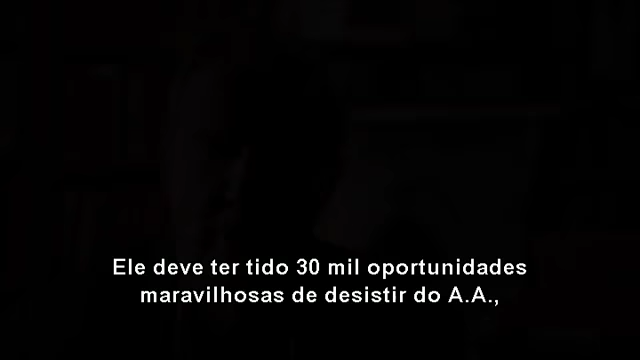 Ele deve ter tido 30 mil oportunidades
maravilhosas de desistir do A.A.,